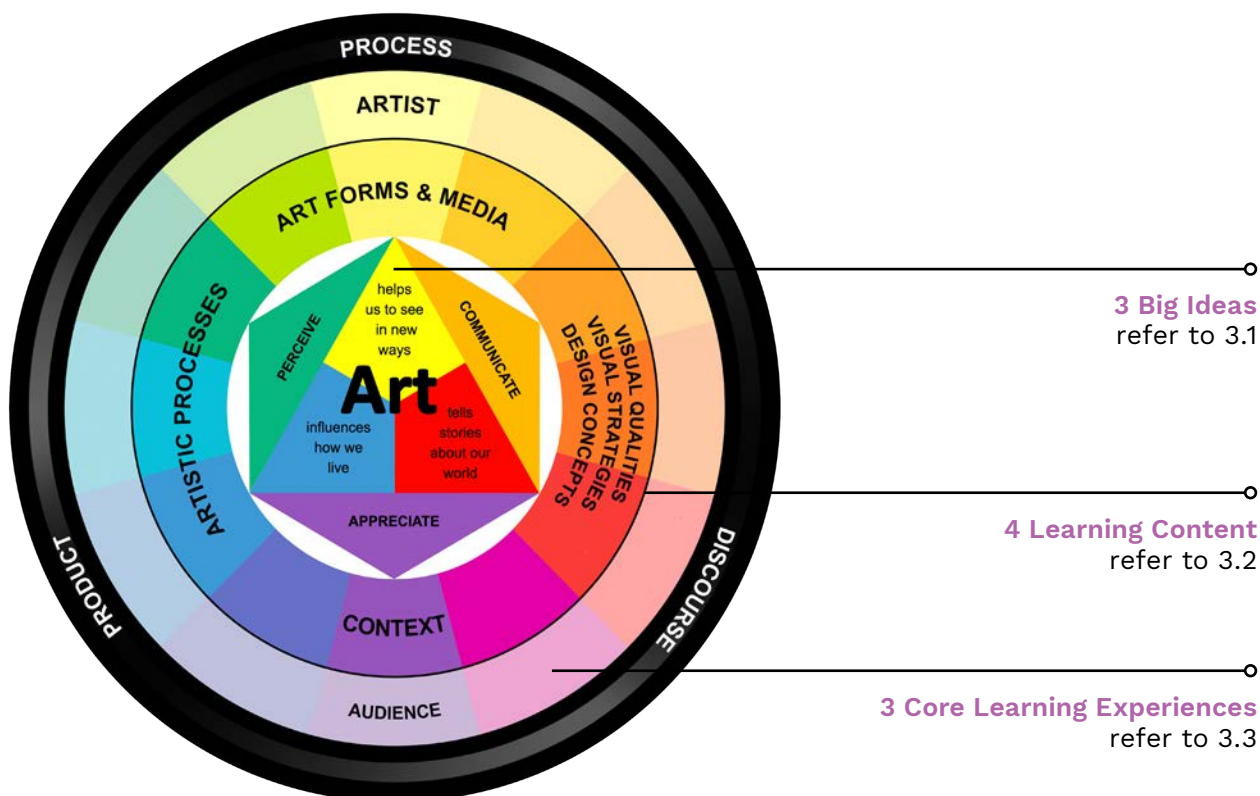 PROCESS
ARTIST
ART FORMS & MEDIA
helps
us to see
in new
ways
PERCEIVE
COMMUNICATE
Art
influences
how we
live
tells
stories
about our
world
APPRECIATE
ARTISTIC PROCESSES
VISUAL QUALITIES
VISUAL STRATEGIES
DESIGN CONCEPTS
CONTEXT
AUDIENCE
PRODUCT
DISCOURSE
3 Big Ideas
refer to 3.1
4 Learning Content
refer to 3.2
3 Core Learning Experiences
refer to 3.3